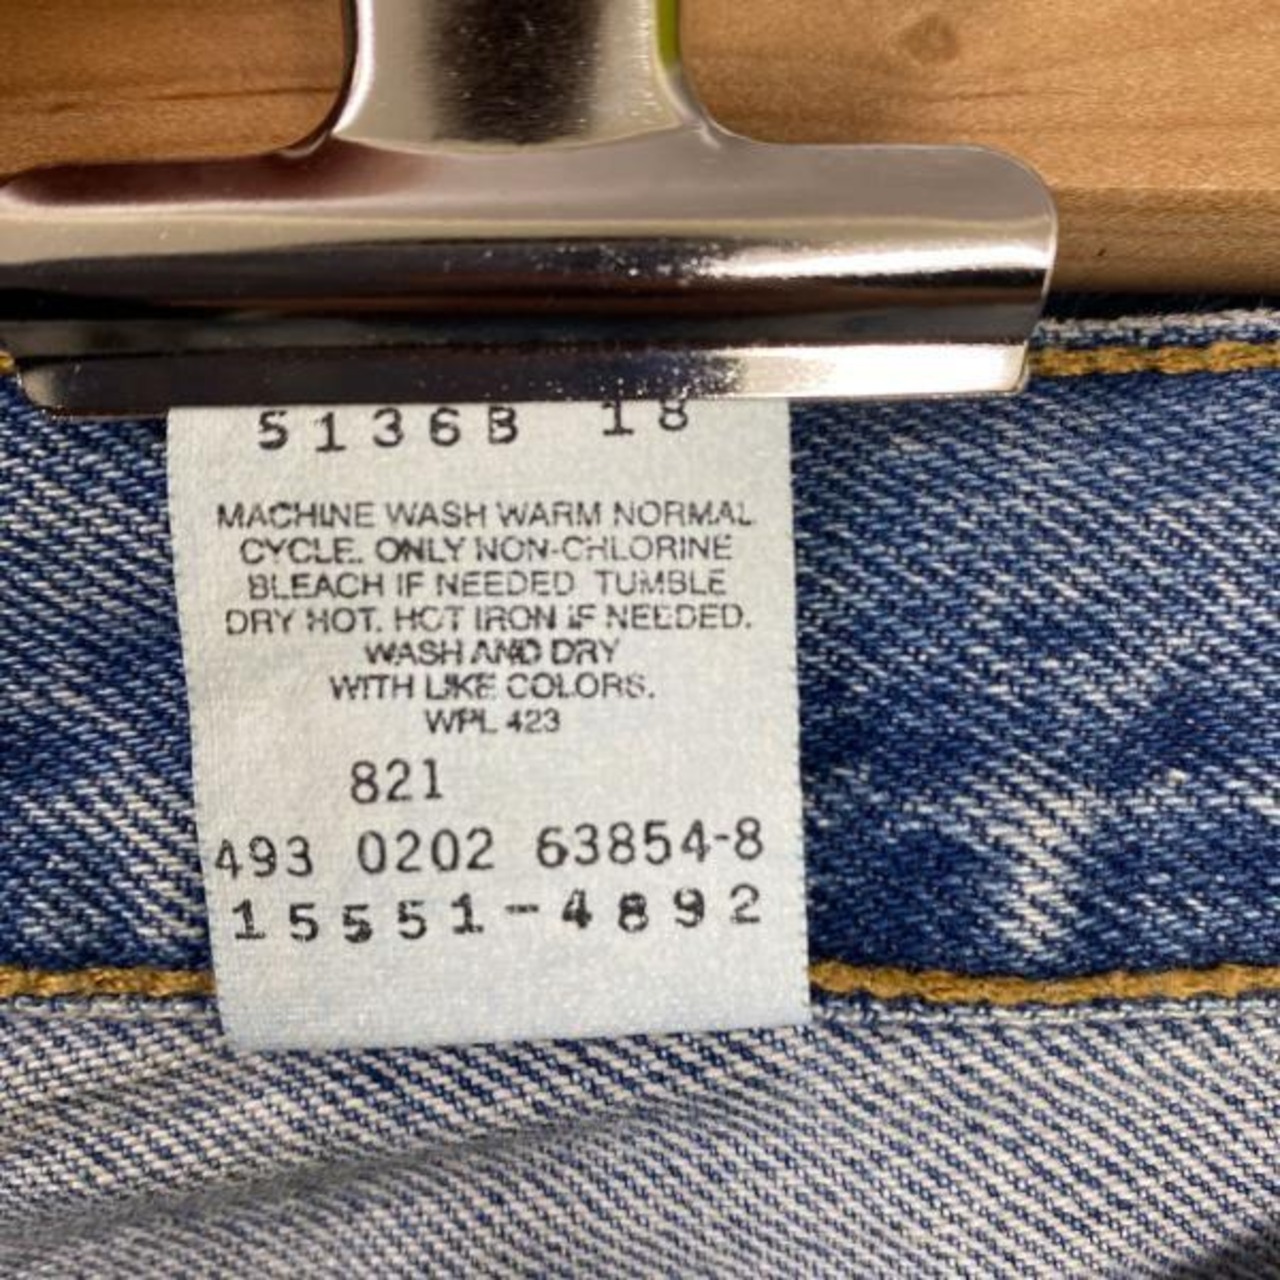 5136B 18
MACHINE WASH WARM NORMAL
CYCLE. ONLY NON-CHLORINE
BLEACH IF NEEDED TUMBLE
DRY HOT. HOT IRON IF NEEDED.
WASH AND DRY
WITH LIKE COLORS.
WPL 423
821
493 0202 63854-8
15551-4892